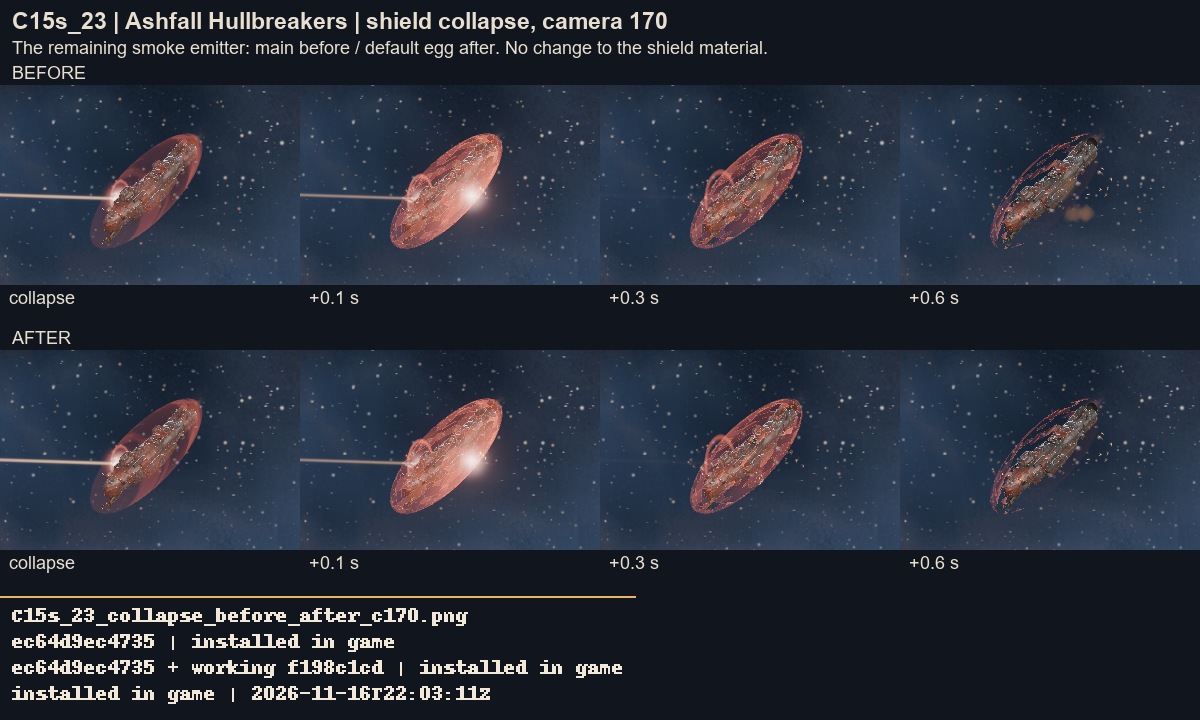 C15s_23 | Ashfall Hullbreakers | shield collapse, camera 170
The remaining smoke emitter: main before / default egg after. No change to the shield material.
BEFORE
collapse +0.1 s +0.3 s +0.6 s
AFTER
collapse +0.1 s +0.3 s +0.6 s
C15s_23_collapse_before_after_c170.png
ec64d9ec4735 | installed in game
ec64d9ec4735 + working f198c1cd | installed in game
installed in game | 2026-11-16T22:03:11Z